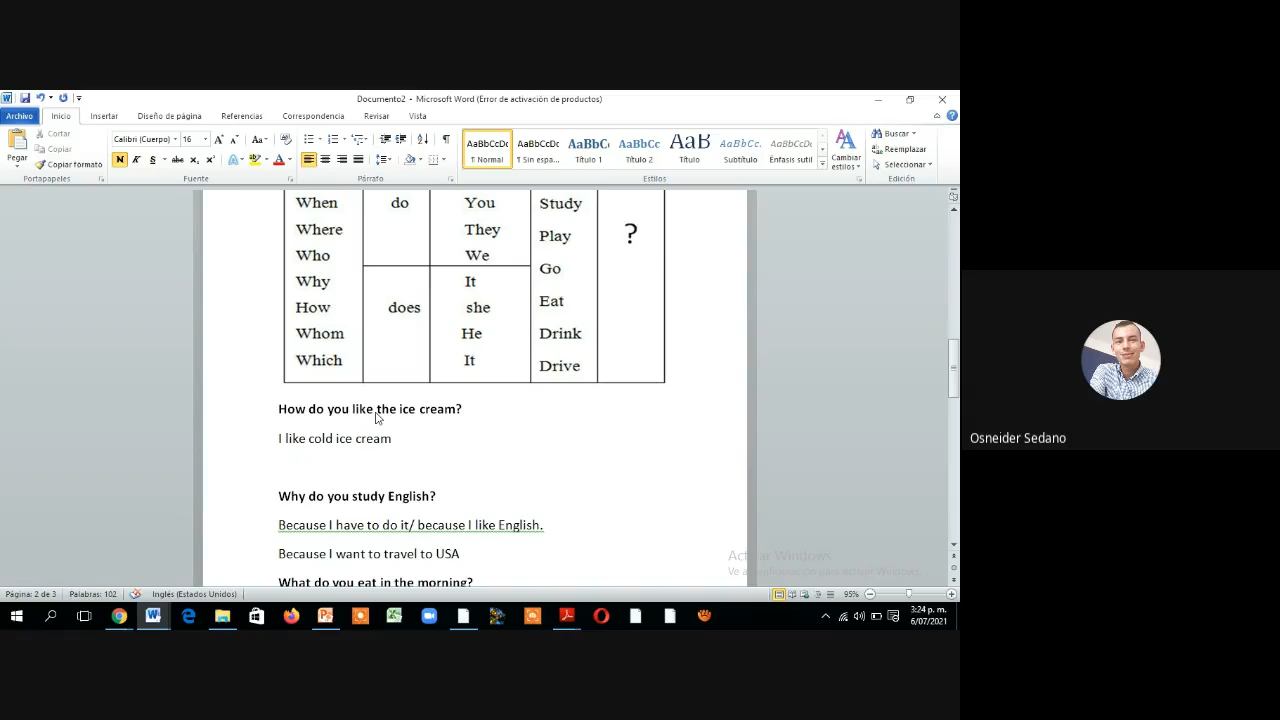 Documento2 - Microsoft Word (Error de activación de productos)
Archivo Inicio Insertar Diseño de página Referencias Correspondencia Revisar Vista
Pegar
Cortar
Copiar
Copiar formato
Portapapeles
Calibri (Cuerpo) 16
Fuente
Párrafo
AaBbCcDc AaBbCcDc AaBbC AaBbCc AaB AaBbCc. AaBbCcDc
¶ Normal ¶ Sin espa... Título 1 Título 2 Título Subtítulo Énfasis sutil
Cambiar estilos
Estilos
Buscar
Reemplazar
Seleccionar
Edición
When do You Study
Where They Play ?
Who We Go
Why It Eat
How does she Drink
Whom He Drive
Which It
How do you like the ice cream?
I like cold ice cream
Why do you study English?
Because I have to do it/ because I like English.
Because I want to travel to USA
What do you eat in the morning?
Activar Windows
Página: 2 de 3 Palabras: 102 Inglés (Estados Unidos) 95%
3:24 p. m.
6/07/2021
Osneider Sedano